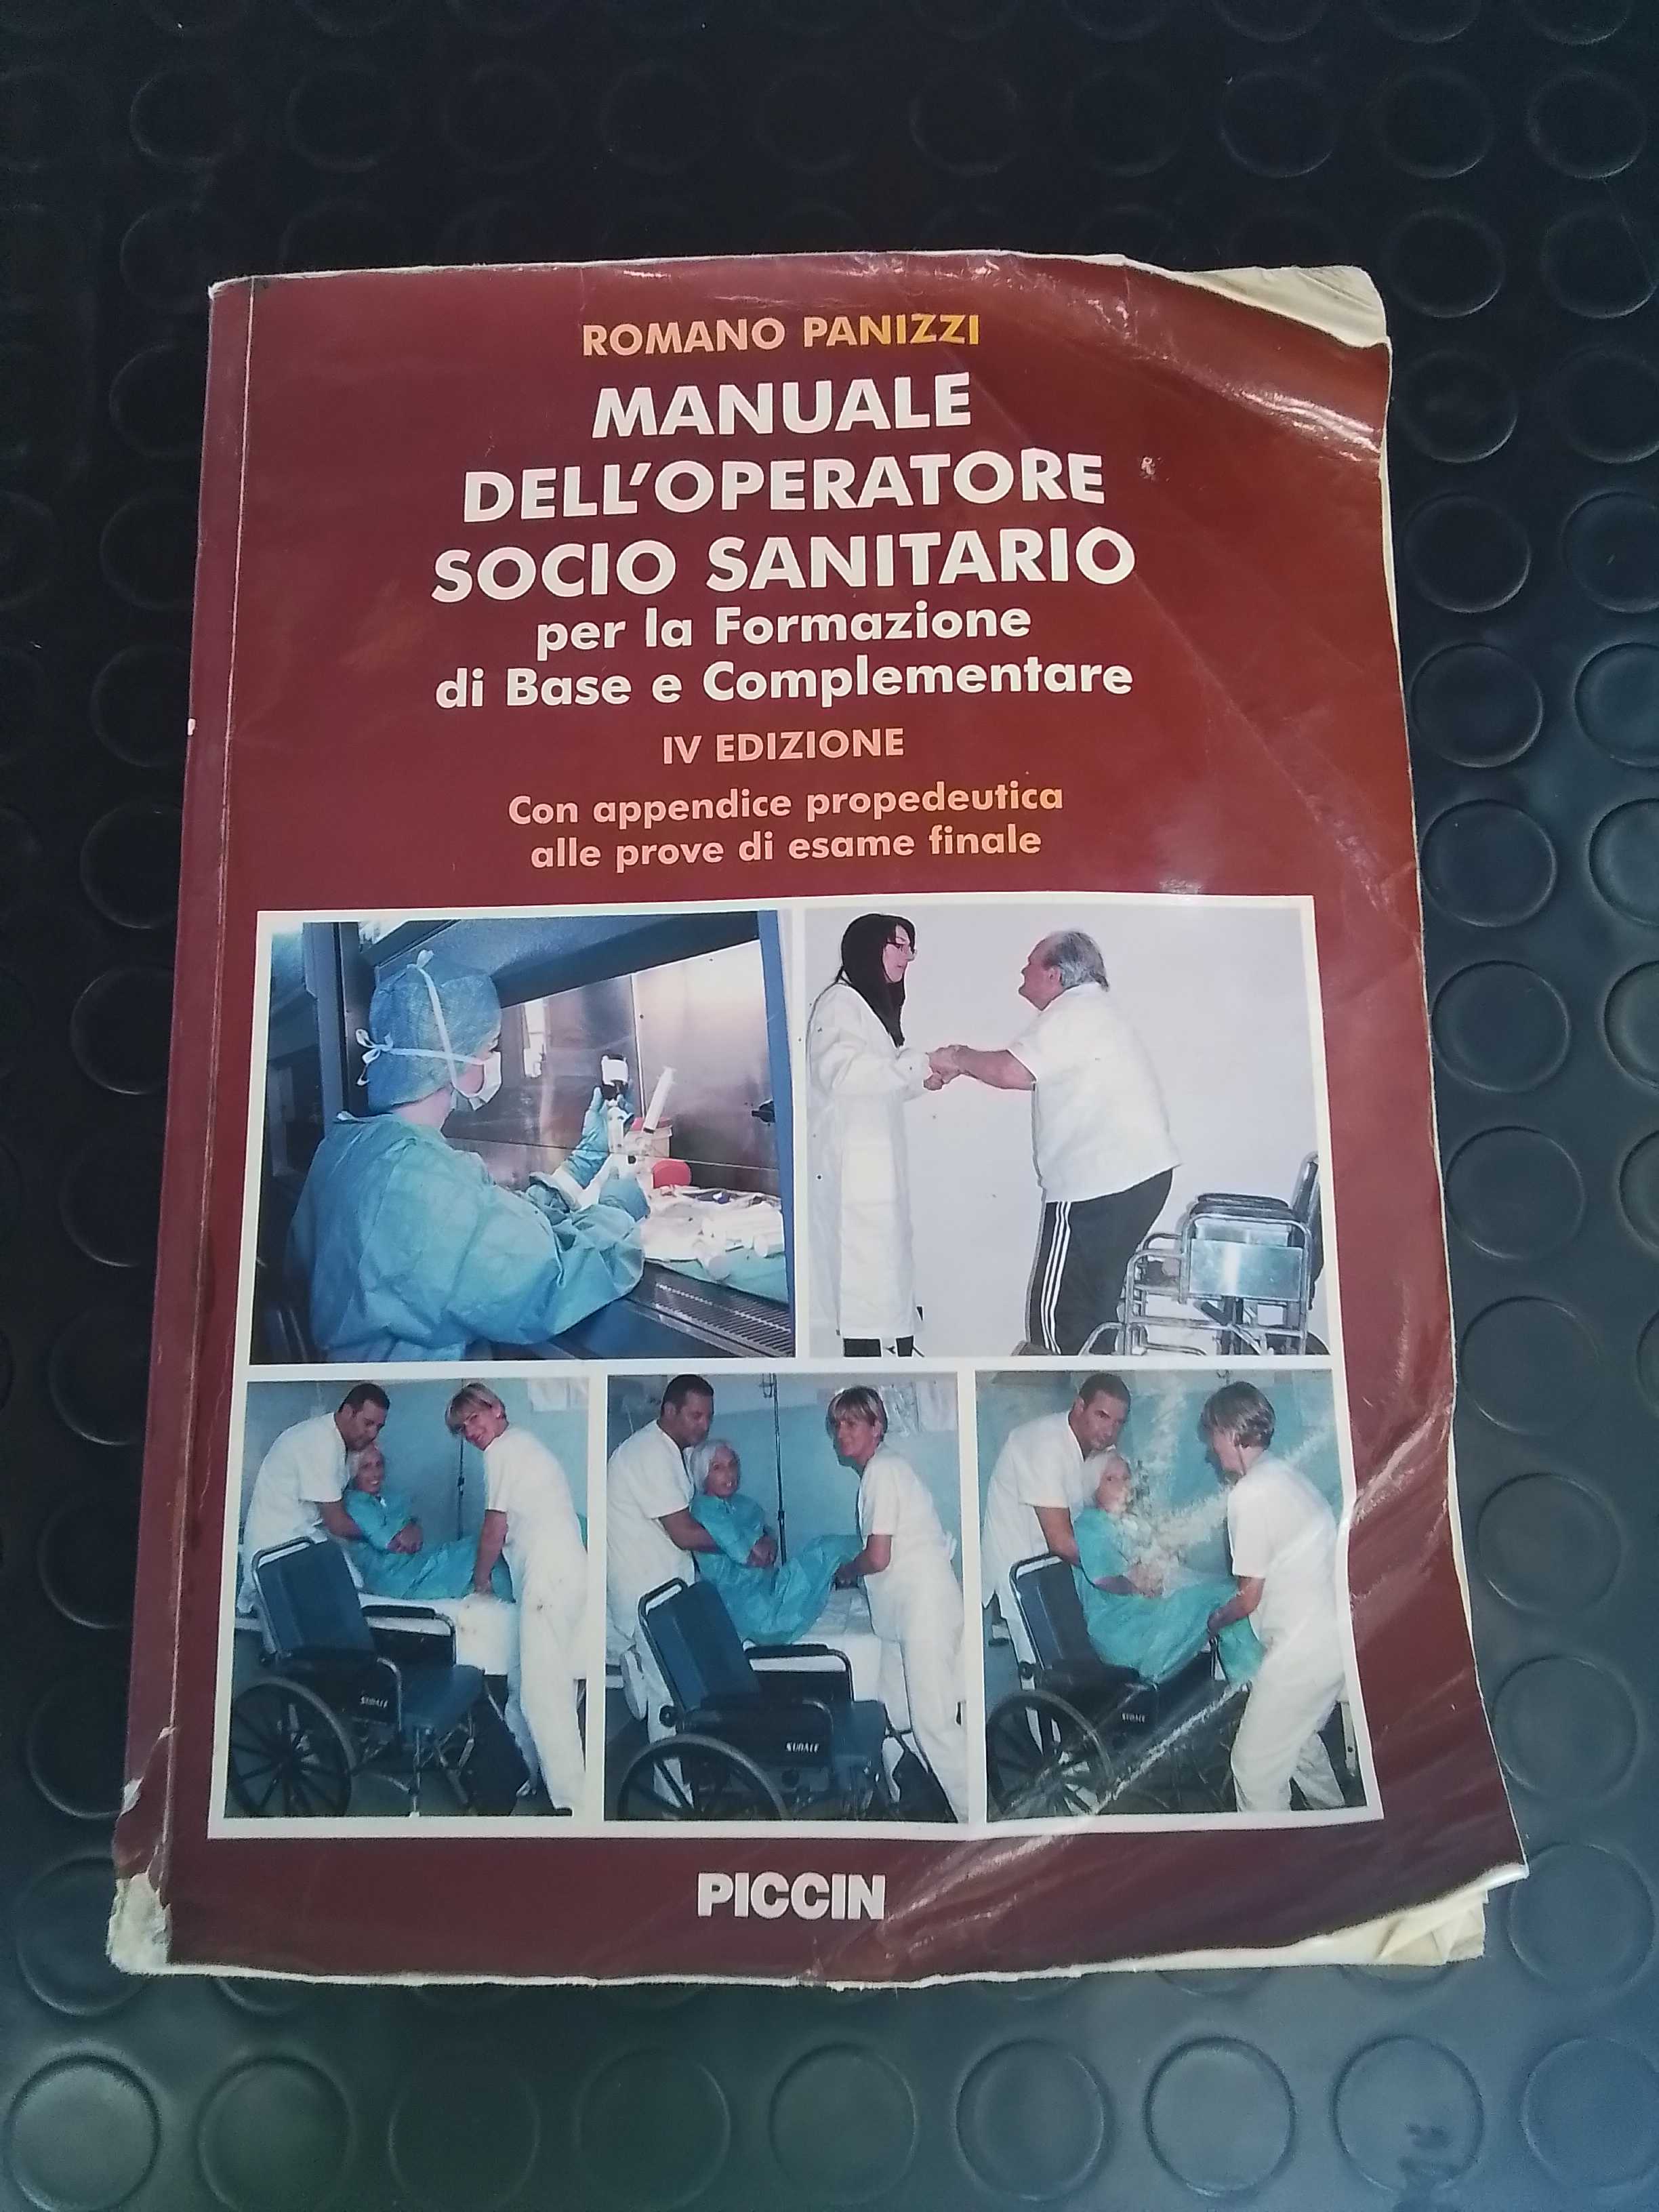 ROMANO PANIZZI
MANUALE
DELL'OPERATORE
SOCIO SANITARIO
per la Formazione
di Base e Complementare
IV EDIZIONE
Con appendice propedeutica
alle prove di esame finale
PICCIN